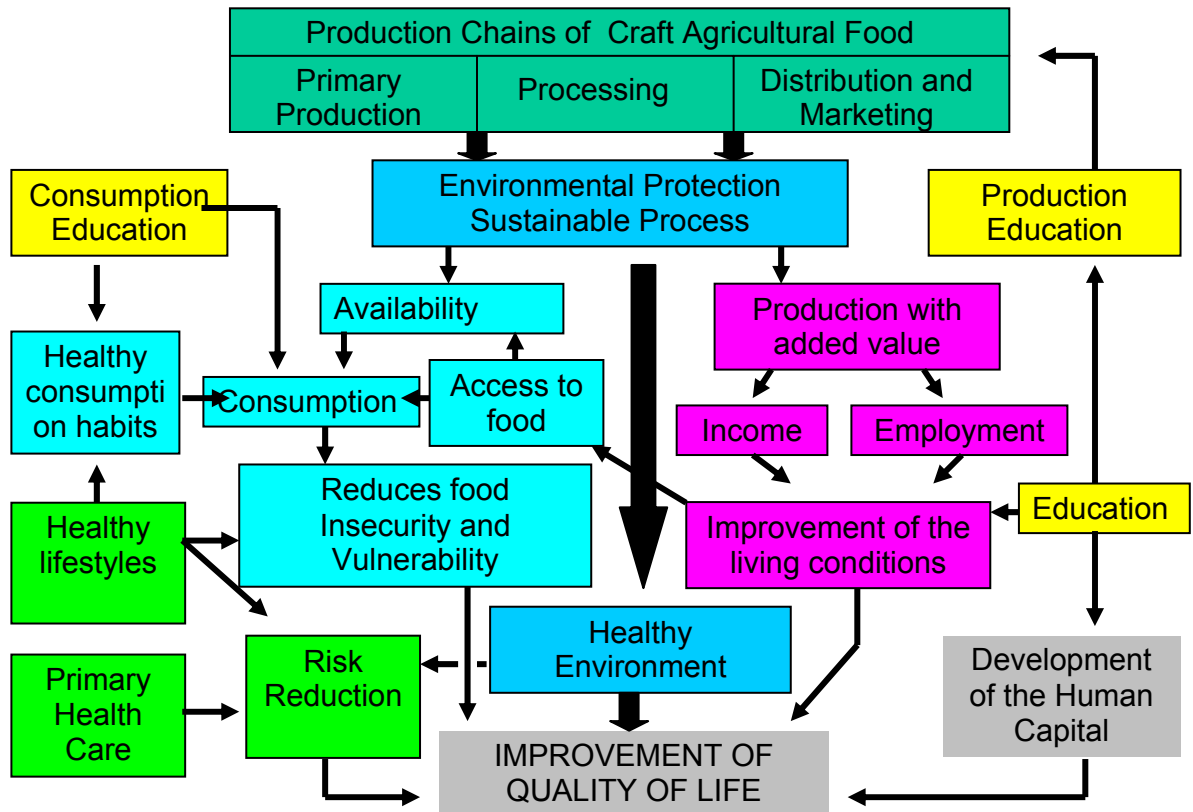 Production Chains of Craft Agricultural Food
Primary
Production
Processing
Distribution and
Marketing
Consumption
Education
Environmental Protection
Sustainable Process
Production
Education
Availability
Production with
added value
Healthy
consumpti
on habits
Consumption
Access to
food
Income
Employment
Reduces food
Insecurity and
Vulnerability
Education
Healthy
lifestyles
Improvement of the
living conditions
Healthy
Environment
Risk
Reduction
Primary
Health
Care
Development
of the Human
Capital
IMPROVEMENT OF
QUALITY OF LIFE